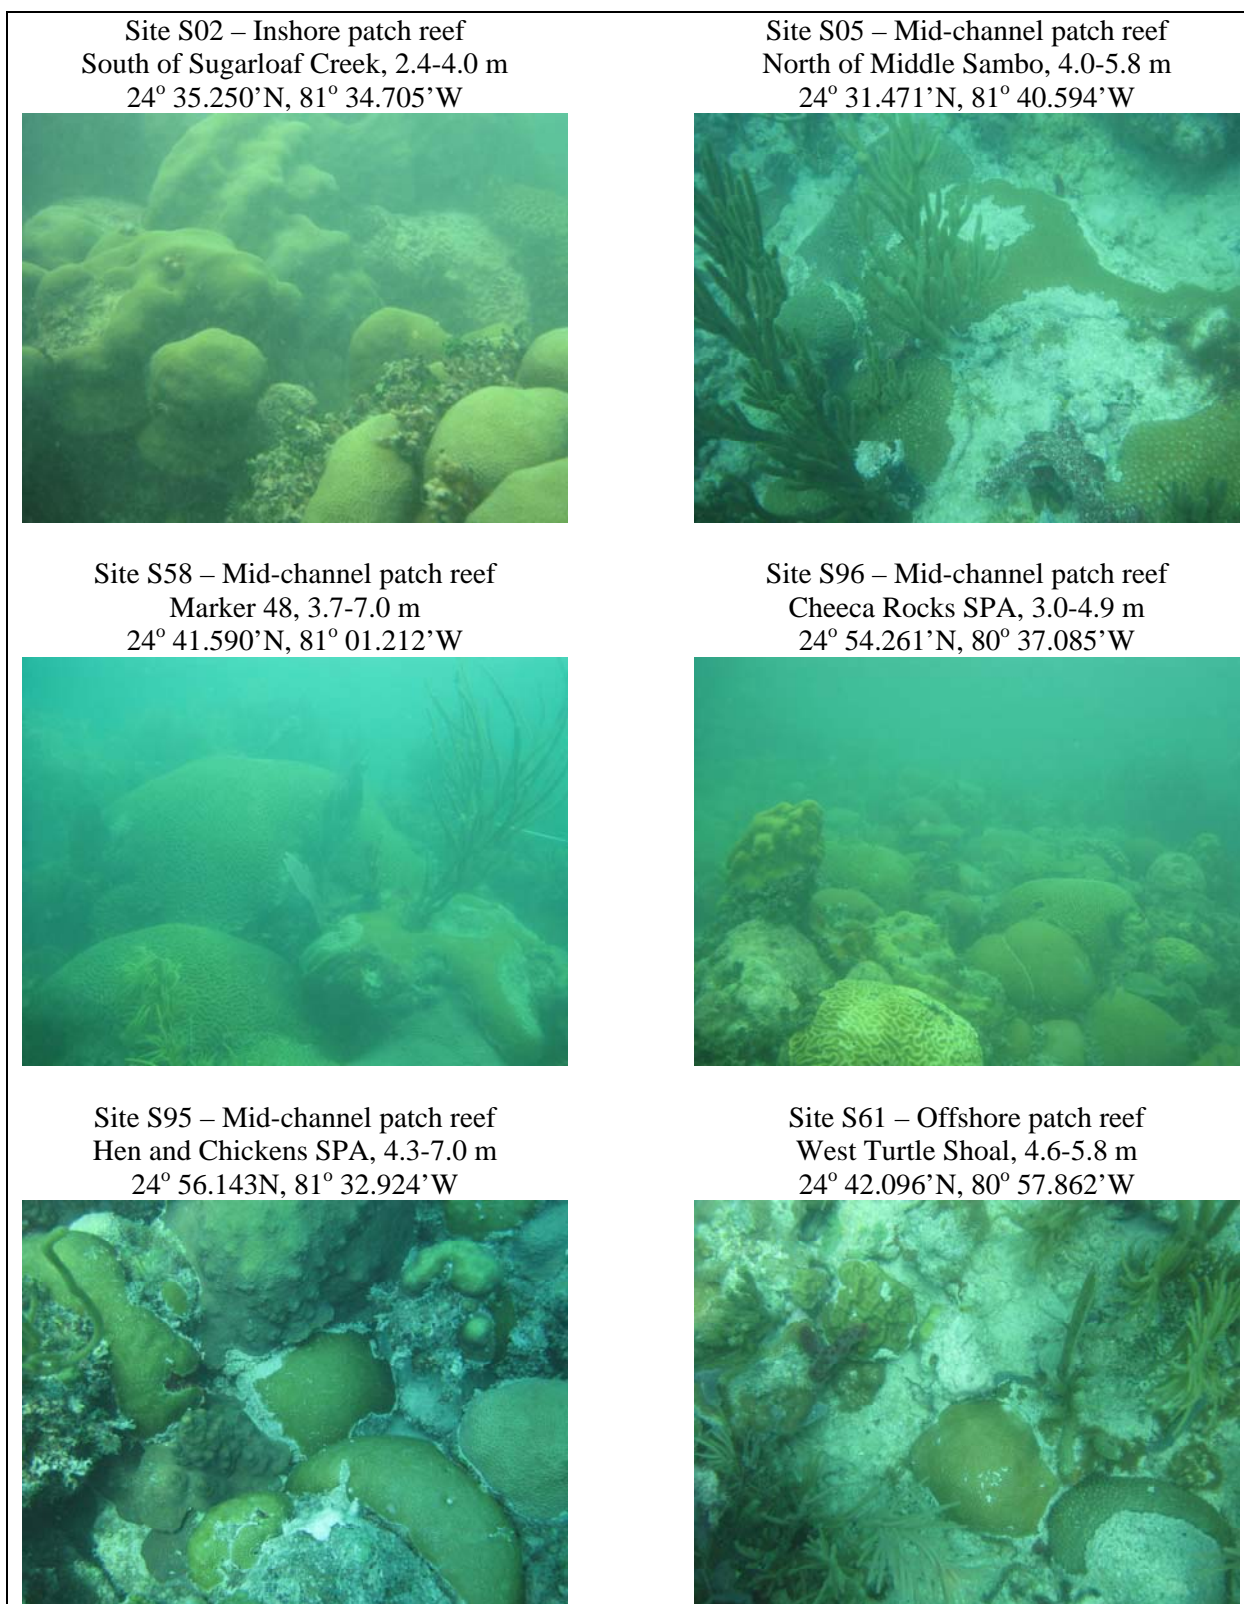 Site S02 – Inshore patch reef
South of Sugarloaf Creek, 2.4-4.0 m
24° 35.250’N, 81° 34.705’W
Site S05 – Mid-channel patch reef
North of Middle Sambo, 4.0-5.8 m
24° 31.471’N, 81° 40.594’W
Site S58 – Mid-channel patch reef
Marker 48, 3.7-7.0 m
24° 41.590’N, 81° 01.212’W
Site S96 – Mid-channel patch reef
Cheeca Rocks SPA, 3.0-4.9 m
24° 54.261’N, 80° 37.085’W
Site S95 – Mid-channel patch reef
Hen and Chickens SPA, 4.3-7.0 m
24° 56.143N, 81° 32.924’W
Site S61 – Offshore patch reef
West Turtle Shoal, 4.6-5.8 m
24° 42.096’N, 80° 57.862’W